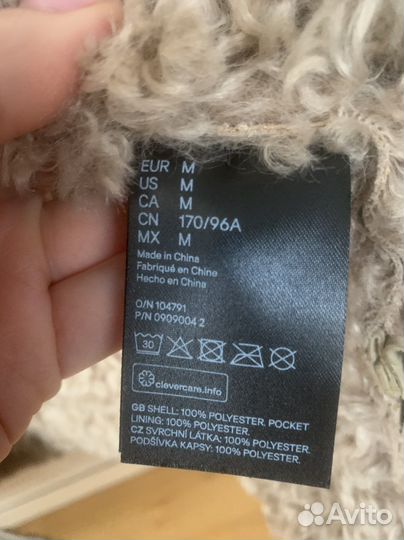 EUR M
US M
CA M
CN 170/96A
MX M
Made in China
Fabriqué en Chine
Hecho en China
O/N 104791
P/N 0909004 2
30
clevercare.info
GB SHELL: 100% POLYESTER. POCKET
LINING: 100% POLYESTER.
CZ SVRCHNÍ LÁTKA: 100% POLYESTER.
PODŠÍVKA KAPSY: 100% POLYESTER.
Avito